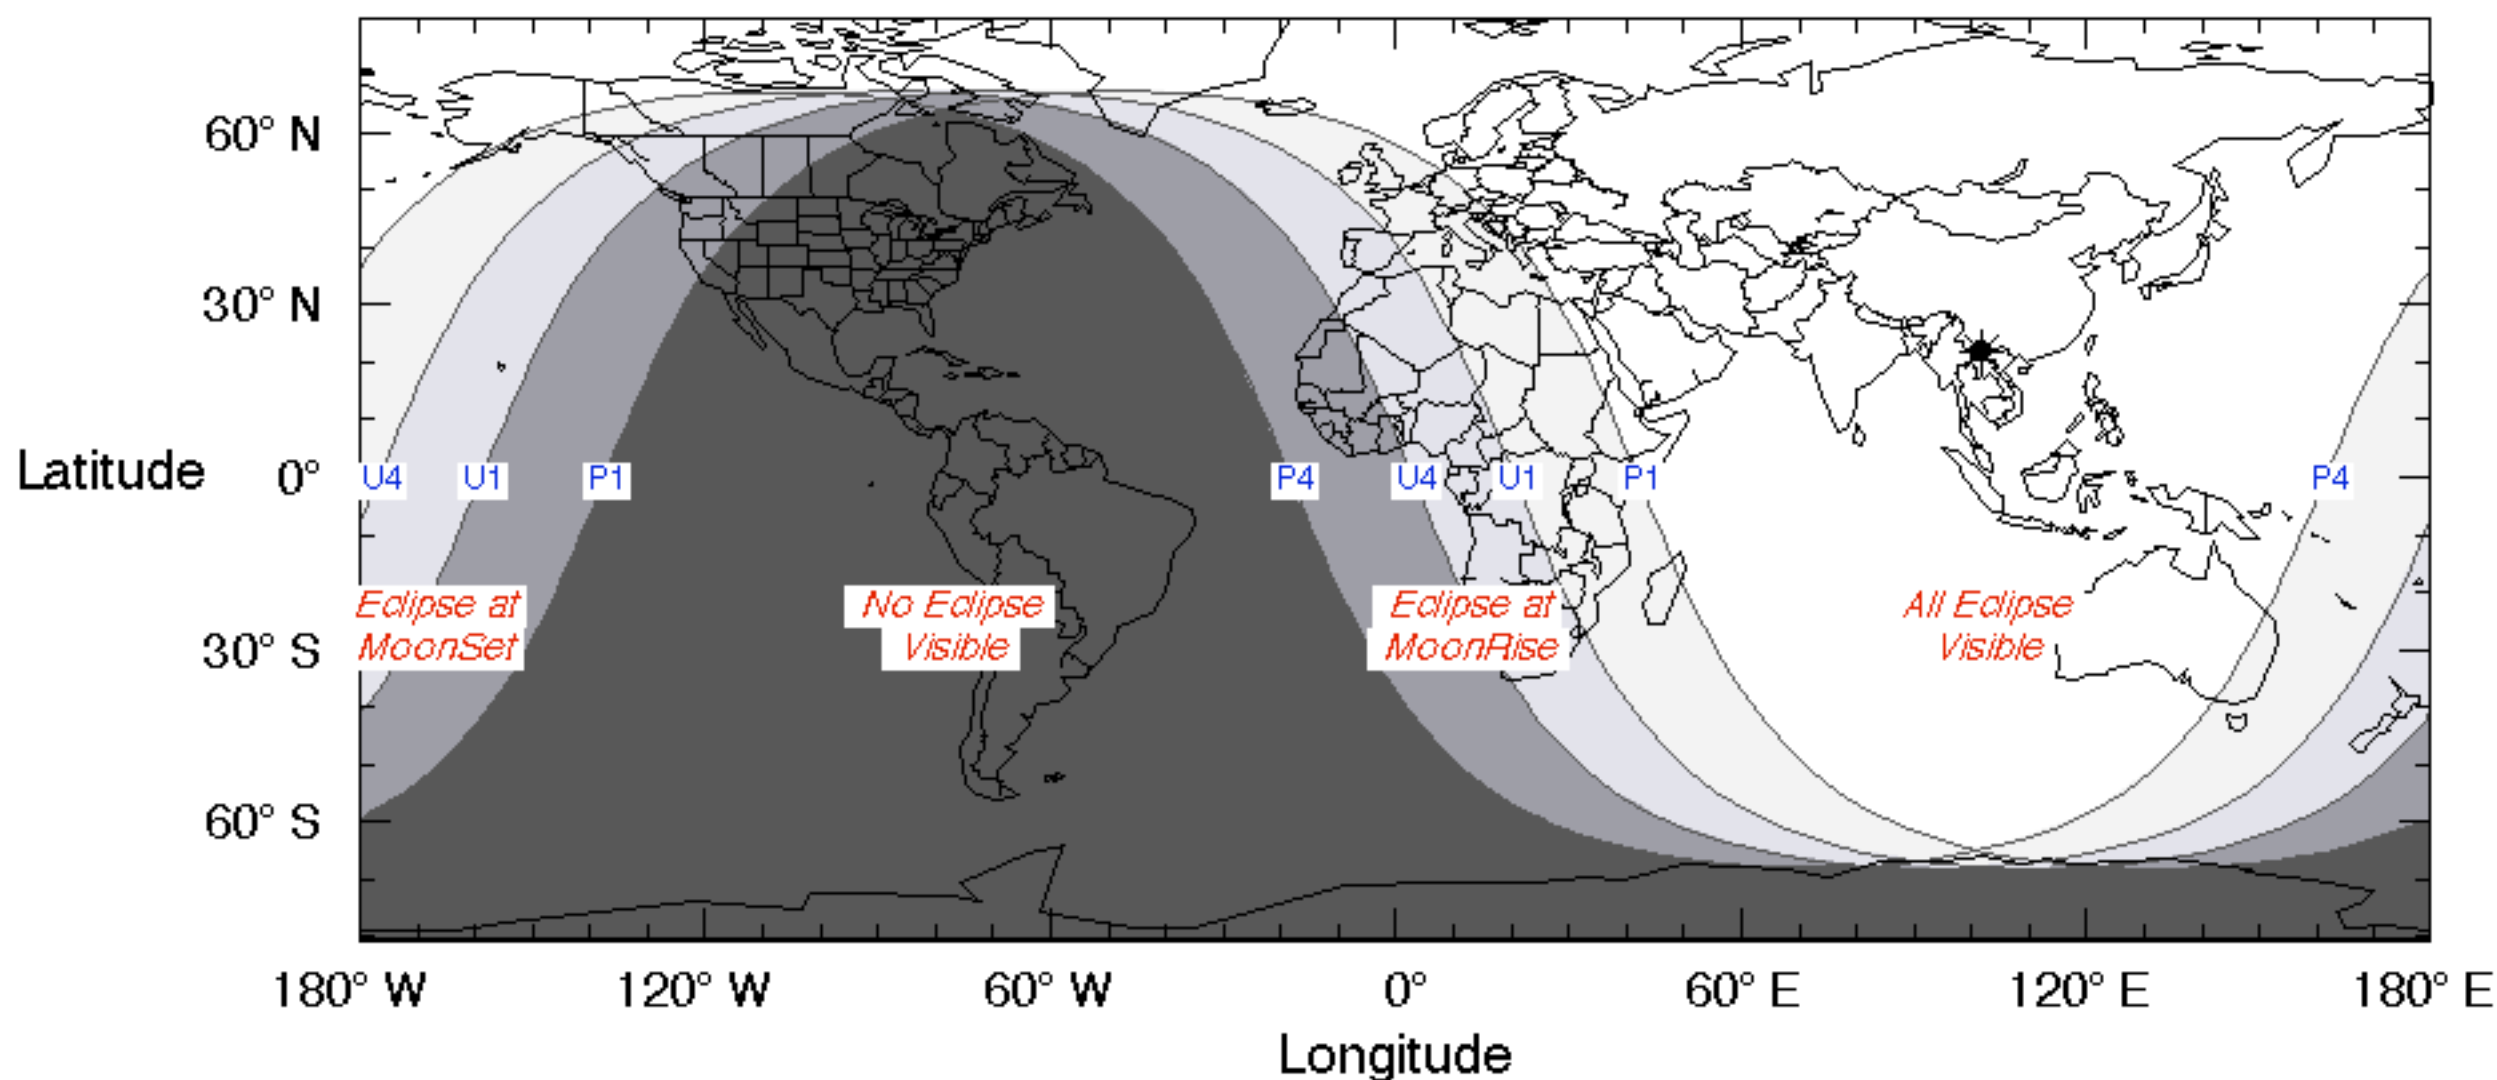 60° N
30° N
Latitude 0°
U4 U1 P1 P4 U4 U1 P1 P4
Eclipse at
MoonSet
No Eclipse
Visible
Eclipse at
MoonRise
All Eclipse
Visible
30° S
60° S
180° W 120° W 60° W 0° 60° E 120° E 180° E
Longitude